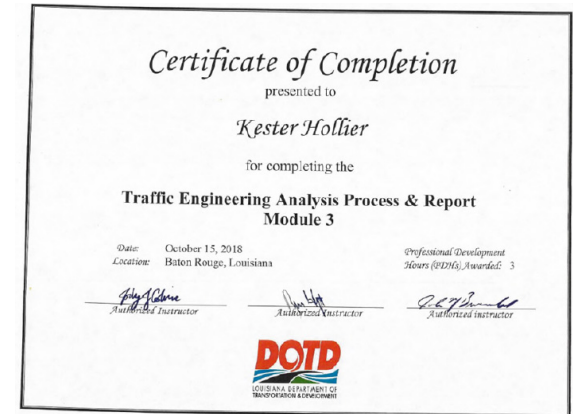 Certificate of Completion
presented to
Kester Hollier
for completing the
Traffic Engineering Analysis Process & Report
Module 3
Date: October 15, 2018
Location: Baton Rouge, Louisiana
Professional Development
Hours (PDHs) Awarded: 3
Authorized Instructor
Authorized Instructor
Authorized instructor
DOTD
LOUISIANA DEPARTMENT OF
TRANSPORTATION & DEVELOPMENT